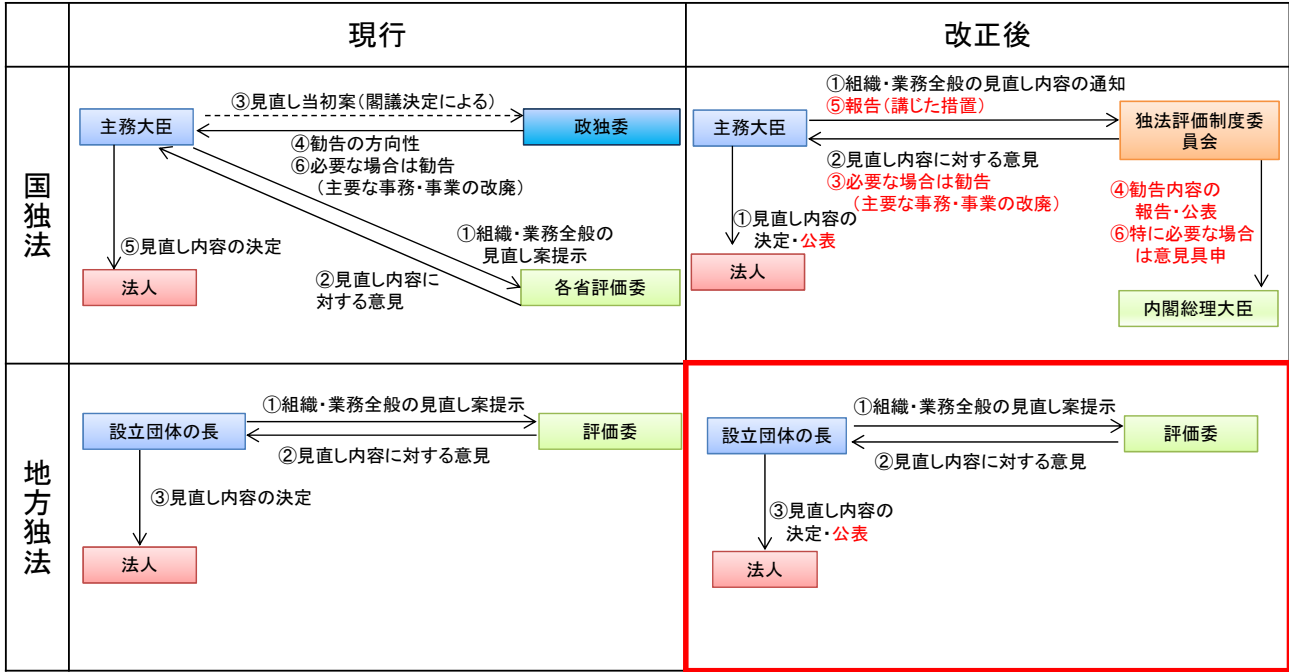 現行
改正後
国独法
③見直し当初案(閣議決定による)
主務大臣
政独委
④勧告の方向性
⑥必要な場合は勧告
(主要な事務・事業の改廃)
①組織・業務全般の
見直し案提示
⑤見直し内容の決定
②見直し内容に
対する意見
法人
各省評価委
①組織・業務全般の見直し内容の通知
⑤報告(講じた措置)
主務大臣
独法評価制度委
員会
②見直し内容に対する意見
③必要な場合は勧告
(主要な事務・事業の改廃)
④勧告内容の
報告・公表
⑥特に必要な場合
は意見具申
①見直し内容の
決定・公表
法人
内閣総理大臣
地方独法
①組織・業務全般の見直し案提示
設立団体の長
評価委
②見直し内容に対する意見
③見直し内容の決定
法人
①組織・業務全般の見直し案提示
設立団体の長
評価委
②見直し内容に対する意見
③見直し内容の
決定・公表
法人